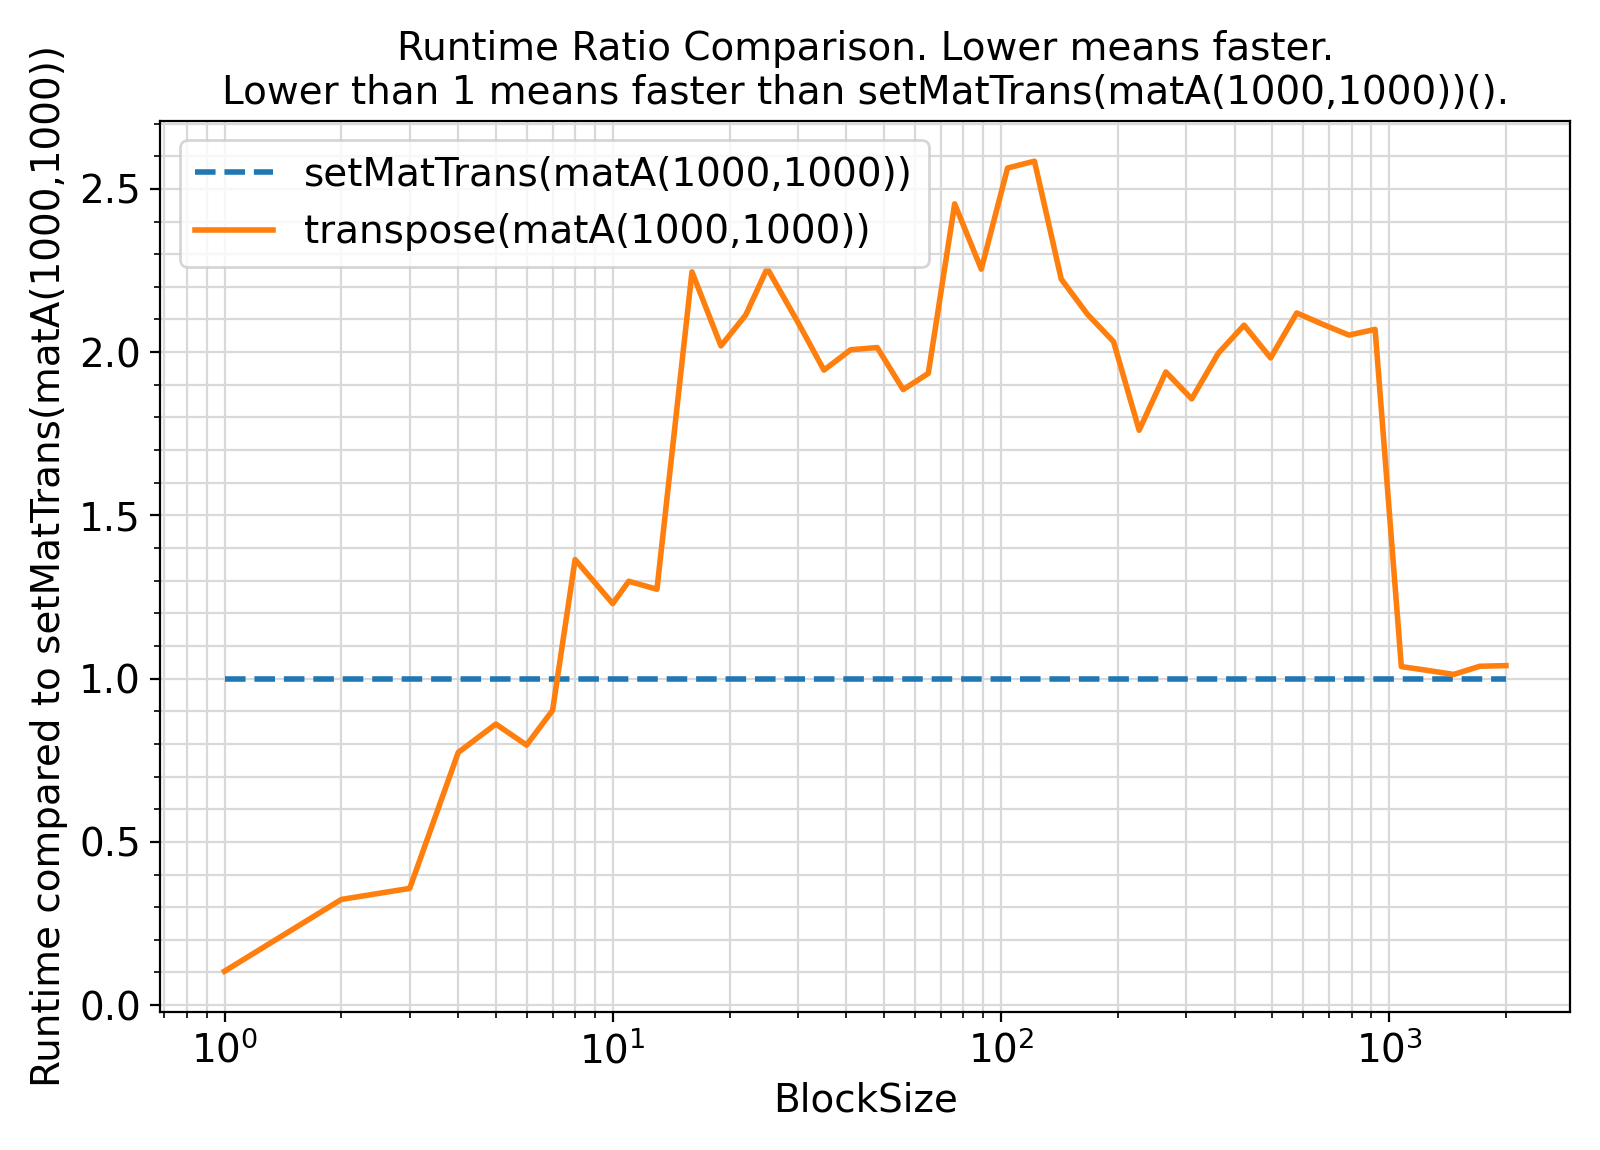 Runtime Ratio Comparison. Lower means faster.
Lower than 1 means faster than setMatTrans(matA(1000,1000))().
Runtime compared to setMatTrans(matA(1000,1000))
setMatTrans(matA(1000,1000))
transpose(matA(1000,1000))
2.5
2.0
1.5
1.0
0.5
0.0
10⁰ 10¹ 10² 10³
BlockSize